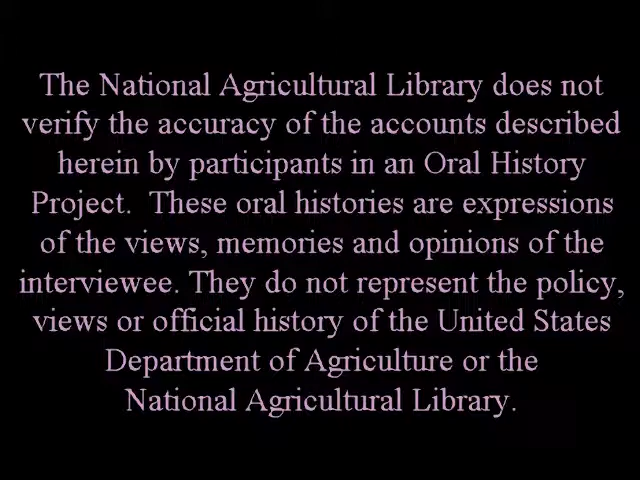 The National Agricultural Library does not
verify the accuracy of the accounts described
herein by participants in an Oral History
Project.  These oral histories are expressions
of the views, memories and opinions of the
interviewee. They do not represent the policy,
views or official history of the United States
Department of Agriculture or the
National Agricultural Library.